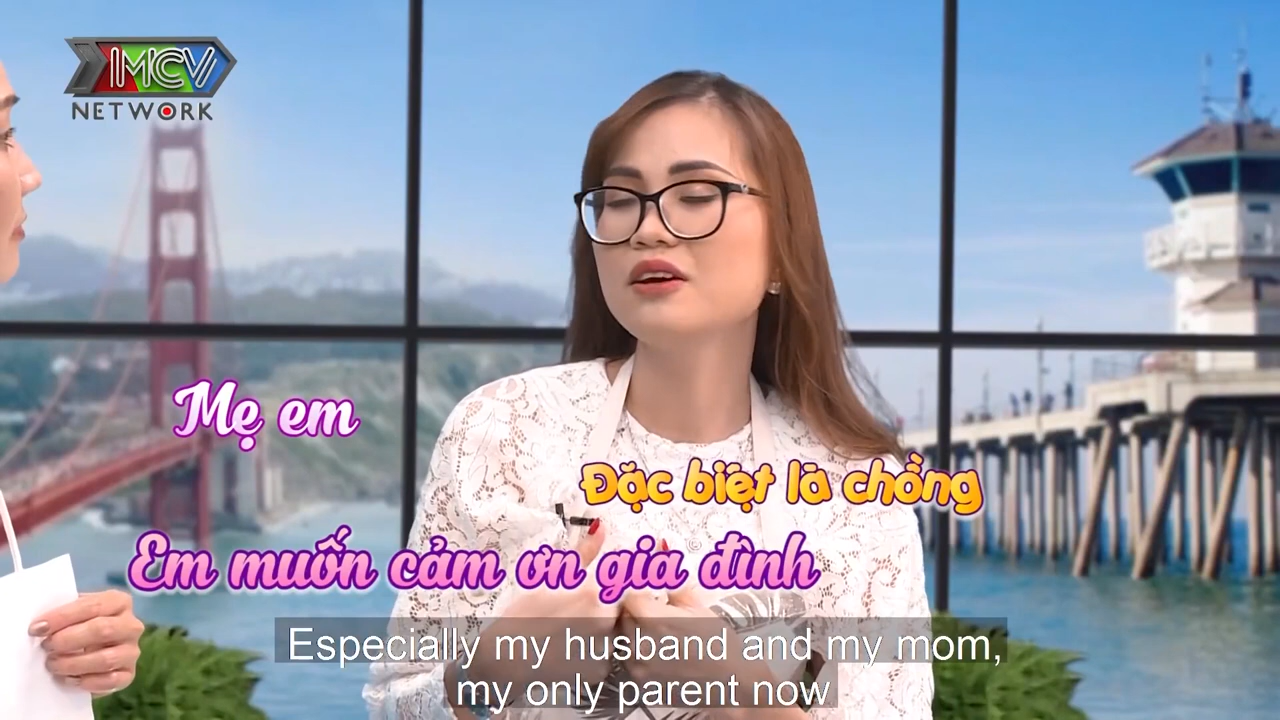 MCV
NETWORK
Mẹ em
Đặc biệt là chồng
Em muốn cảm ơn gia đình
Especially my husband and my mom,
my only parent now